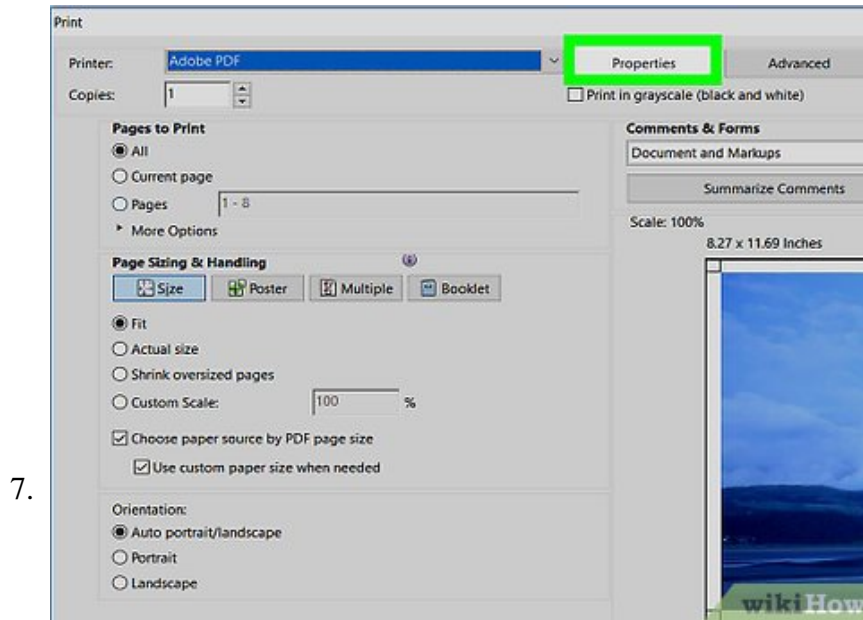 Print
Printer: Adobe PDF Properties Advanced
Copies: 1 Print in grayscale (black and white)
Pages to Print
All
Current page
Pages 1 - 8
More Options
Page Sizing & Handling
Size Poster Multiple Booklet
Fit
Actual size
Shrink oversized pages
Custom Scale: 100 %
Choose paper source by PDF page size
Use custom paper size when needed
Orientation:
Auto portrait/landscape
Portrait
Landscape
Comments & Forms
Document and Markups
Summarize Comments
Scale: 100%
8.27 x 11.69 Inches
wikiHow
7.